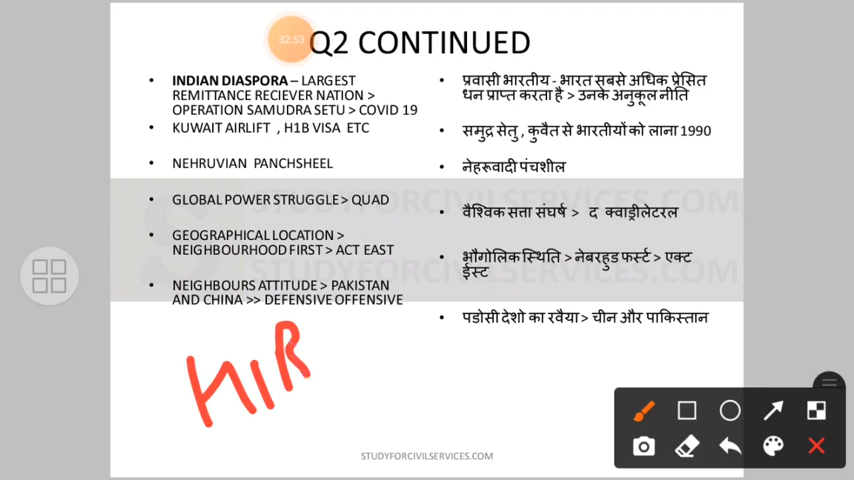 32:53
Q2 CONTINUED
• INDIAN DIASPORA – LARGEST
REMITTANCE RECIEVER NATION >
OPERATION SAMUDRA SETU > COVID 19
• KUWAIT AIRLIFT , H1B VISA ETC
• NEHRUVIAN PANCHSHEEL
• GLOBAL POWER STRUGGLE> QUAD
• GEOGRAPHICAL LOCATION >
NEIGHBOURHOOD FIRST> ACT EAST
• NEIGHBOURS ATTITUDE > PAKISTAN
AND CHINA >> DEFENSIVE OFFENSIVE
• प्रवासी भारतीय - भारत सबसे अधिक प्रेसित
धन प्राप्त करता है > उनके अनुकूल नीति
• समुद्र सेतु , कुवैत से भारतीयों को लाना 1990
• नेहरूवादी पंचशील
• वैश्विक सत्ता संघर्ष > द क्वाड्रीलेटरल
• भौगोलिक स्थिति > नेबरहुड फर्स्ट > एक्ट
ईस्ट
• पडोसी देशो का रवैया> चीन और पाकिस्तान
STUDYFORCIVILSERVICES.COM
STUDYFORCIVILSERVICES.COM
HIR
STUDYFORCIVILSERVICES.COM